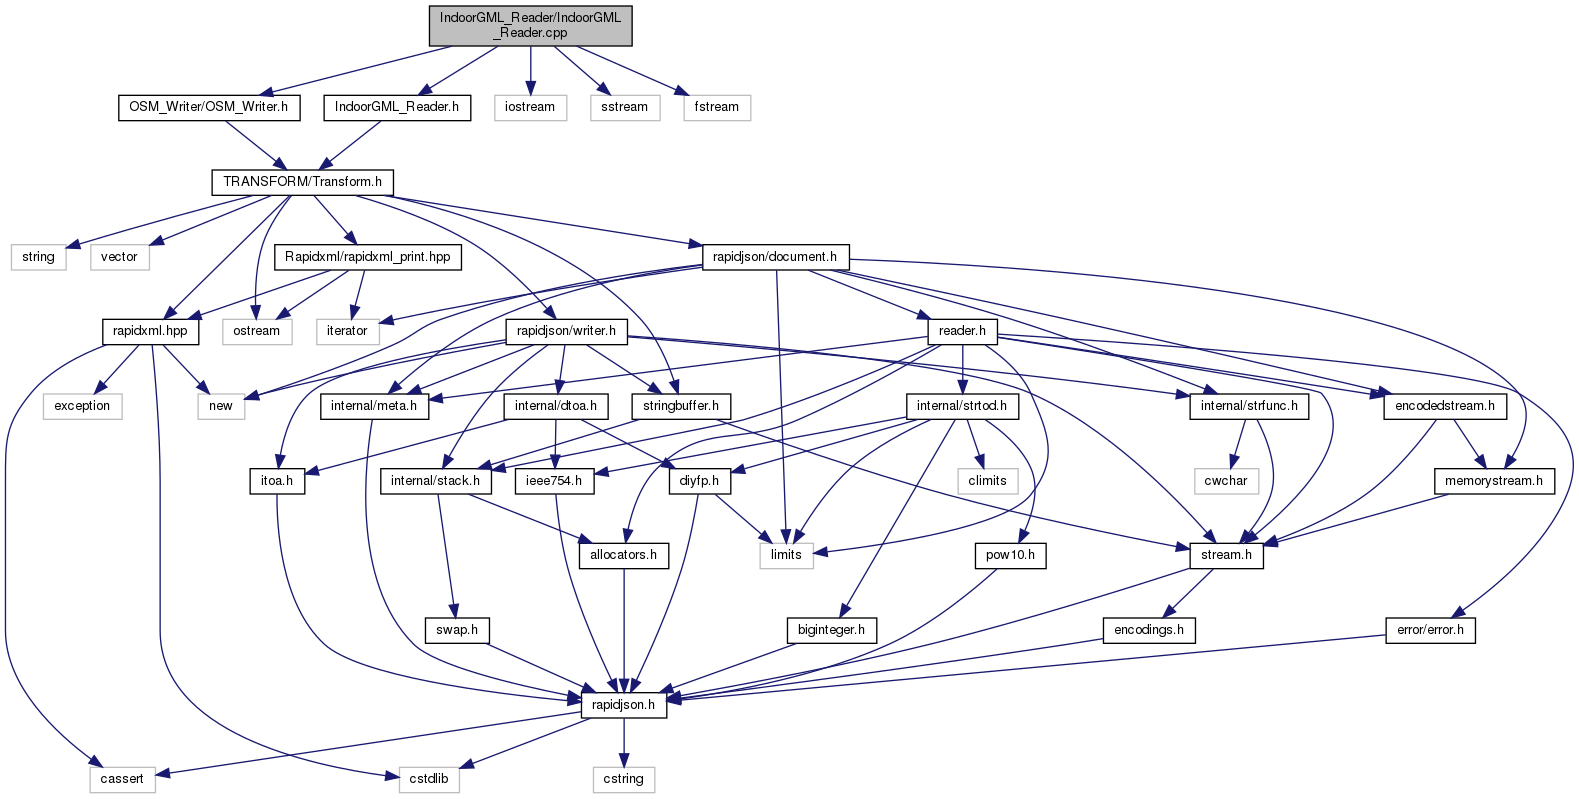 IndoorGML_Reader/IndoorGML
_Reader.cpp
OSM_Writer/OSM_Writer.h
IndoorGML_Reader.h
iostream
sstream
fstream
TRANSFORM/Transform.h
string
vector
Rapidxml/rapidxml_print.hpp
rapidjson/document.h
rapidxml.hpp
ostream
iterator
rapidjson/writer.h
reader.h
exception
new
internal/meta.h
internal/dtoa.h
stringbuffer.h
internal/strtod.h
internal/strfunc.h
encodedstream.h
itoa.h
internal/stack.h
ieee754.h
diyfp.h
climits
cwchar
memorystream.h
allocators.h
limits
pow10.h
stream.h
swap.h
biginteger.h
encodings.h
error/error.h
rapidjson.h
cassert
cstdlib
cstring